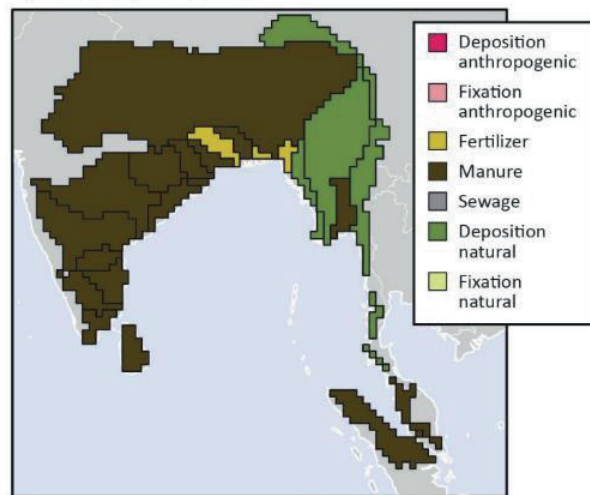 Deposition
anthropogenic
Fixation
anthropogenic
Fertilizer
Manure
Sewage
Deposition
natural
Fixation
natural